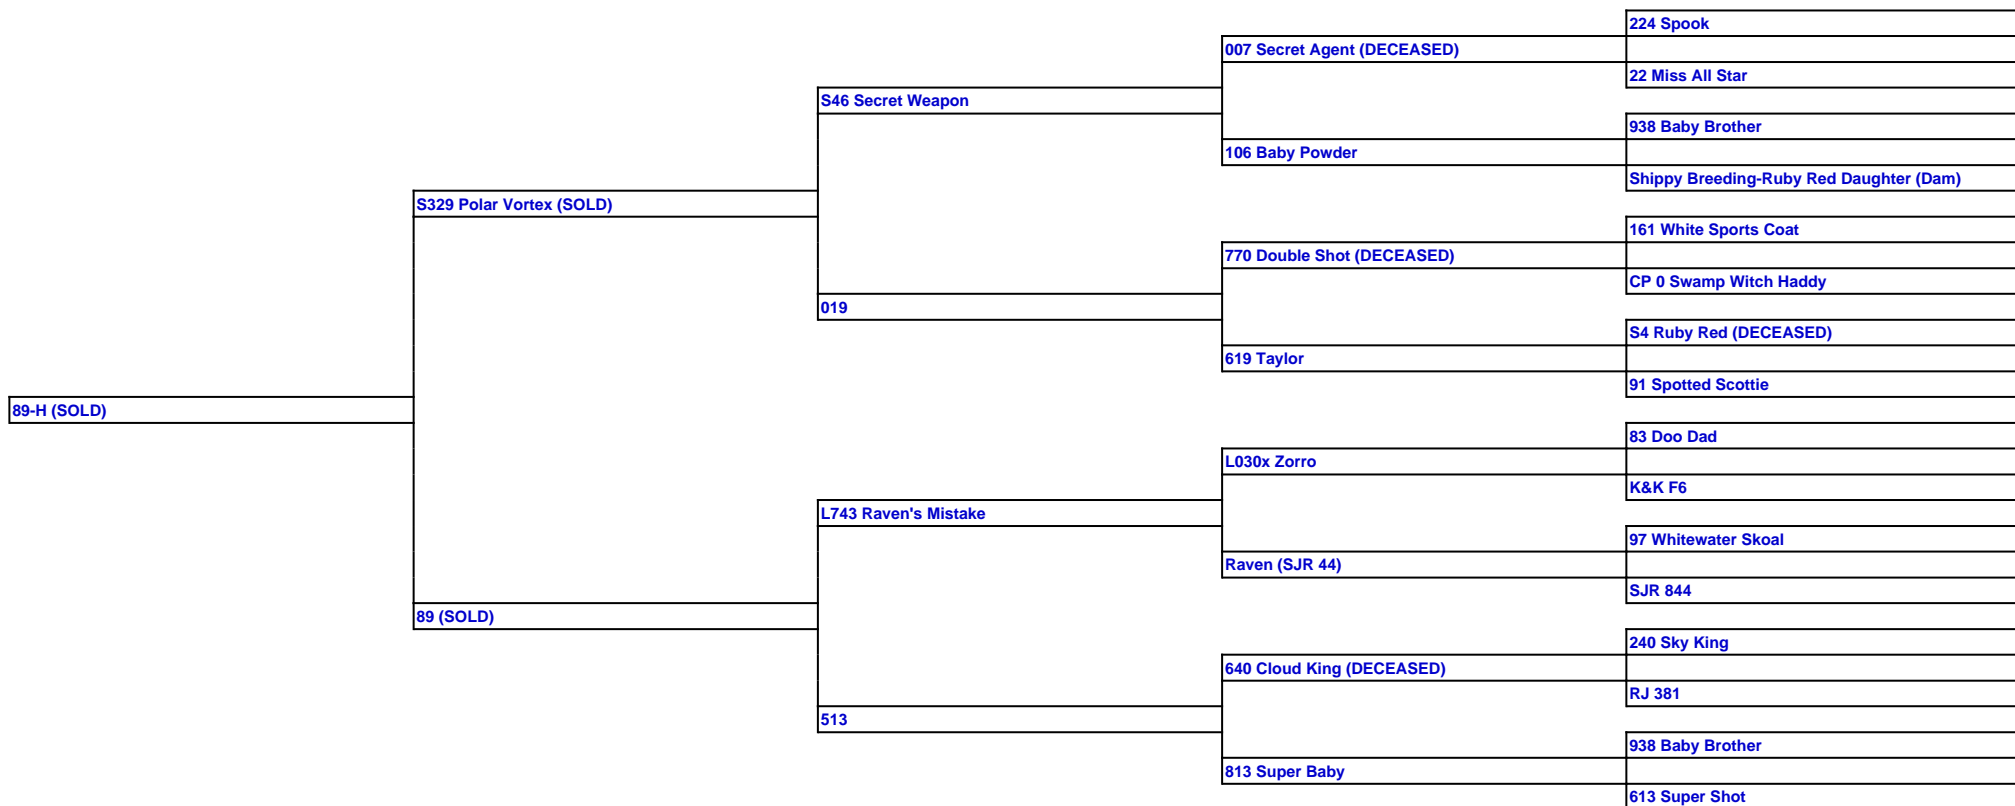 224 Spook
007 Secret Agent (DECEASED)
22 Miss All Star
S46 Secret Weapon
938 Baby Brother
106 Baby Powder
Shippy Breeding-Ruby Red Daughter (Dam)
S329 Polar Vortex (SOLD)
161 White Sports Coat
770 Double Shot (DECEASED)
CP 0 Swamp Witch Haddy
019
S4 Ruby Red (DECEASED)
619 Taylor
91 Spotted Scottie
89-H (SOLD)
83 Doo Dad
L030x Zorro
K&K F6
L743 Raven's Mistake
97 Whitewater Skoal
Raven (SJR 44)
SJR 844
89 (SOLD)
240 Sky King
640 Cloud King (DECEASED)
RJ 381
513
938 Baby Brother
813 Super Baby
613 Super Shot